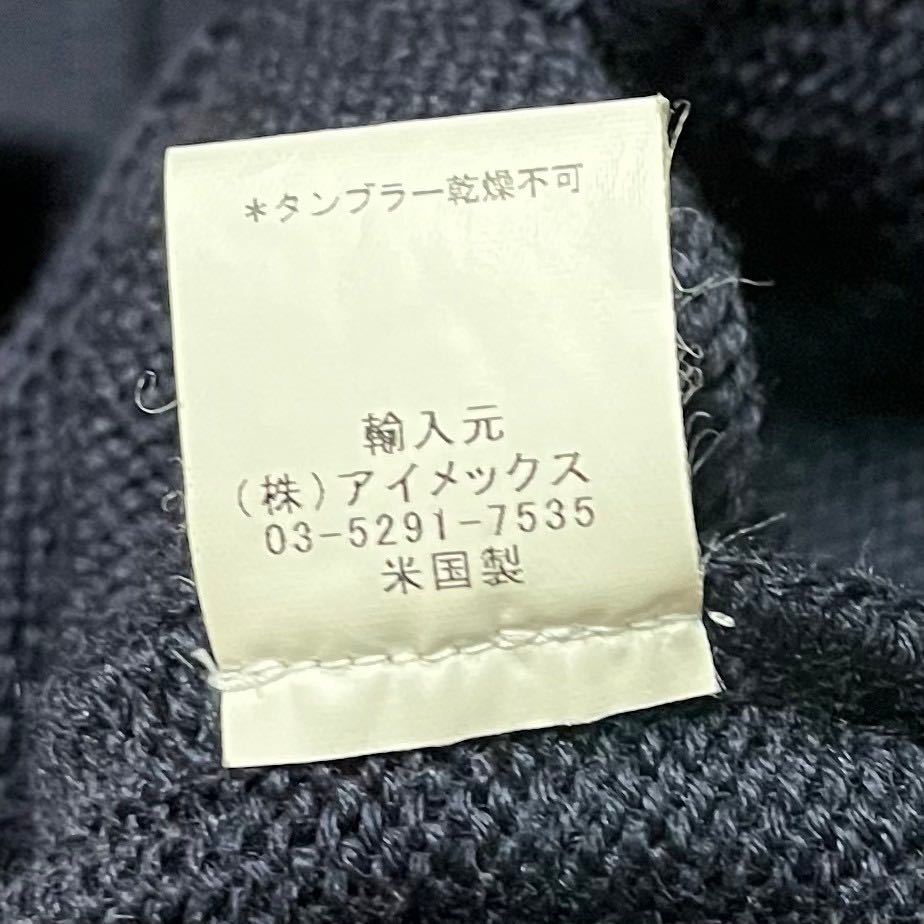 *タンブラー乾燥不可
輸入元
(株)アイメックス
03-5291-7535
米国製